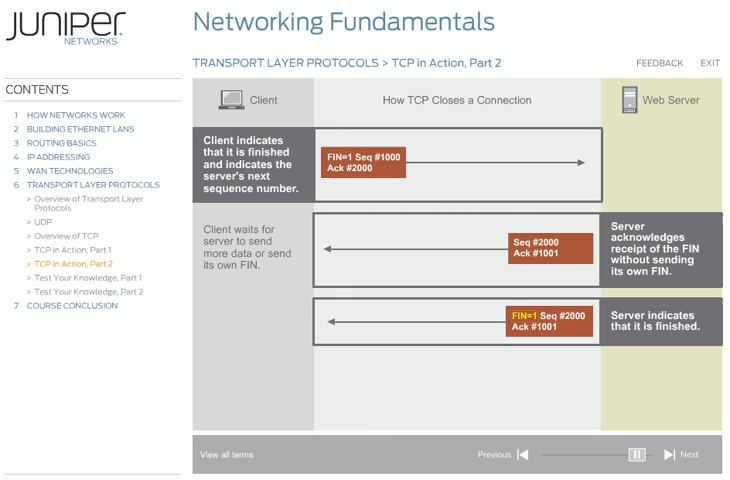 JUNIPER
NETWORKS
Networking Fundamentals
TRANSPORT LAYER PROTOCOLS > TCP in Action, Part 2
FEEDBACK
EXIT
CONTENTS
1 HOW NETWORKS WORK
2 BUILDING ETHERNET LANS
3 ROUTING BASICS
4 IP ADDRESSING
5 WAN TECHNOLOGIES
6 TRANSPORT LAYER PROTOCOLS
> Overview of Transport Layer
Protocols
> UDP
> Overview of TCP
> TCP in Action, Part 1
> TCP in Action, Part 2
> Test Your Knowledge, Part 1
> Test Your Knowledge, Part 2
7 COURSE CONCLUSION
Client
How TCP Closes a Connection
Web Server
Client indicates
that it is finished
and indicates the
server's next
sequence number.
FIN=1 Seq #1000
Ack #2000
Client waits for
server to send
more data or send
its own FIN.
Seq #2000
Ack #1001
Server
acknowledges
receipt of the FIN
without sending
its own FIN.
FIN=1 Seq #2000
Ack #1001
Server indicates
that it is finished.
View all terms
Previous
Next